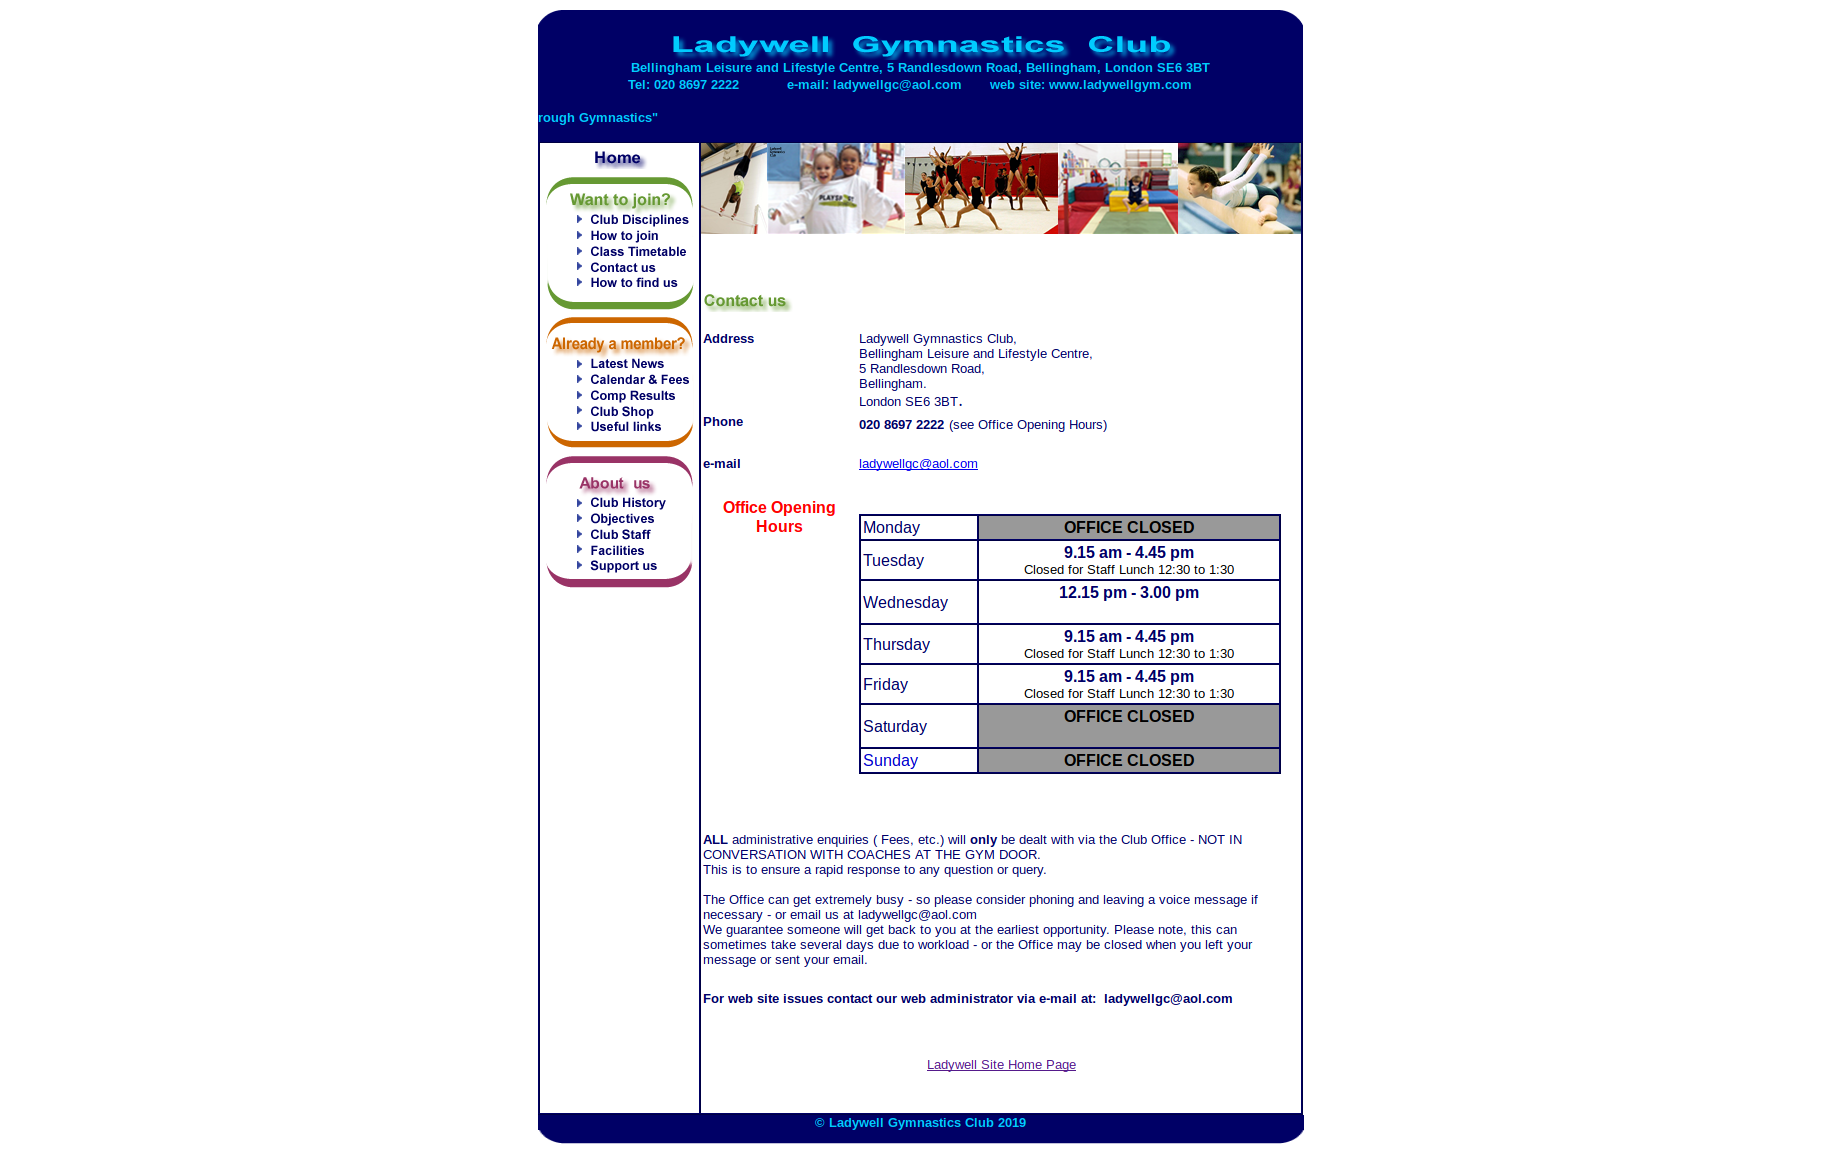 Ladywell Gymnastics Club
Bellingham Leisure and Lifestyle Centre, 5 Randlesdown Road, Bellingham, London SE6 3BT
Tel: 020 8697 2222 e-mail: ladywellgc@aol.com web site: www.ladywellgym.com
rough Gymnastics"
Home
Want to join?
Club Disciplines
How to join
Class Timetable
Contact us
How to find us
Already a member?
Latest News
Calendar & Fees
Comp Results
Club Shop
Useful links
About us
Club History
Objectives
Club Staff
Facilities
Support us
Contact us
Address
Ladywell Gymnastics Club,
Bellingham Leisure and Lifestyle Centre,
5 Randlesdown Road,
Bellingham.
London SE6 3BT.
Phone
020 8697 2222 (see Office Opening Hours)
e-mail
ladywellgc@aol.com
Office Opening
Hours
Monday OFFICE CLOSED
Tuesday 9.15 am - 4.45 pm
Closed for Staff Lunch 12:30 to 1:30
Wednesday 12.15 pm - 3.00 pm
Thursday 9.15 am - 4.45 pm
Closed for Staff Lunch 12:30 to 1:30
Friday 9.15 am - 4.45 pm
Closed for Staff Lunch 12:30 to 1:30
Saturday OFFICE CLOSED
Sunday OFFICE CLOSED
ALL administrative enquiries ( Fees, etc.) will only be dealt with via the Club Office - NOT IN
CONVERSATION WITH COACHES AT THE GYM DOOR.
This is to ensure a rapid response to any question or query.
The Office can get extremely busy - so please consider phoning and leaving a voice message if
necessary - or email us at ladywellgc@aol.com
We guarantee someone will get back to you at the earliest opportunity. Please note, this can
sometimes take several days due to workload - or the Office may be closed when you left your
message or sent your email.
For web site issues contact our web administrator via e-mail at: ladywellgc@aol.com
Ladywell Site Home Page
© Ladywell Gymnastics Club 2019